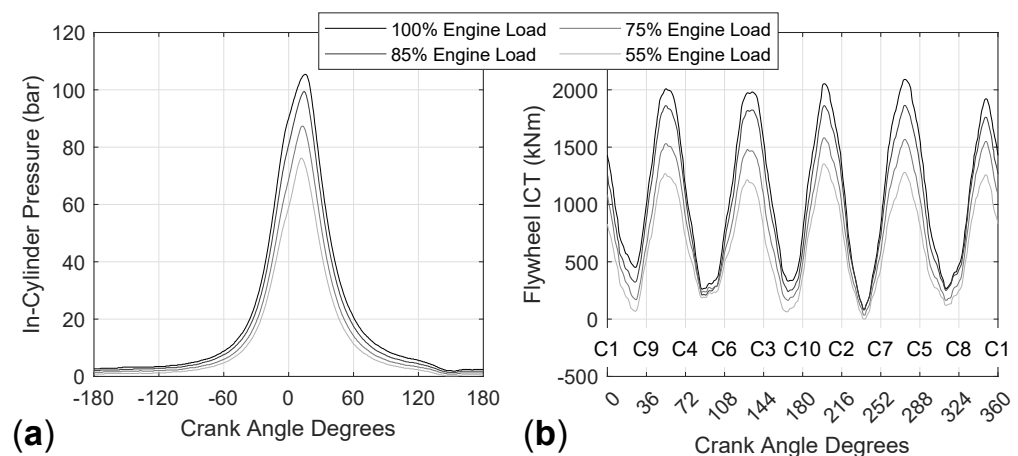 100% Engine Load 75% Engine Load
85% Engine Load 55% Engine Load
In-Cylinder Pressure (bar)
120
100
80
60
40
20
0
-180 -120 -60 0 60 120 180
Crank Angle Degrees
(a)
Flywheel ICT (kNm)
2000
1500
1000
500
0
-500
C1 C9 C4 C6 C3 C10 C2 C7 C5 C8 C1
0 36 72 108 144 180 216 252 288 324 360
Crank Angle Degrees
(b)